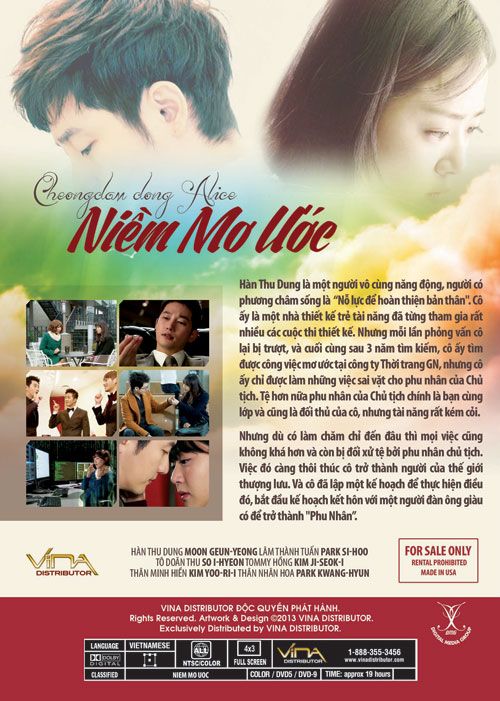 Cheongdam dong Alice
Niềm Mơ Ước
Hàn Thu Dung là một người vô cùng năng động, người có
phương châm sống là “Nỗ lực để hoàn thiện bản thân". Cô
ấy là một nhà thiết kế trẻ tài năng đã từng tham gia rất
nhiều các cuộc thi thiết kế. Nhưng mỗi lần phỏng vấn cô
lại bị trượt, và cuối cùng sau 3 năm tìm kiếm, cô ấy tìm
được công việc mơ ước tại công ty Thời trang GN, nhưng cô
ấy chỉ được làm những việc sai vặt cho phu nhân của Chủ
tịch. Tệ hơn nữa phu nhân của Chủ tịch chính là bạn cùng
lớp và cũng là đối thủ của cô, nhưng tài năng rất kém cỏi.
Nhưng dù có làm chăm chỉ đến đâu thì mọi việc cũng
không khá hơn và còn bị đối xử tệ bởi phu nhân chủ tịch.
Việc đó càng thôi thúc cô trở thành người của thế giới
thượng lưu. Và cô đã lập một kế hoạch để thực hiện điều
đó, bắt đầu kế hoạch kết hôn với một người đàn ông giàu
có để trở thành "Phu Nhân”.
ViNA
DISTRIBUTOR
HÀN THU DUNG MOON GEUN-YEONG LÂM THÀNH TUẤN PARK SI-HOO
TÔ DOÃN THU SO I-HYEON TOMMY HỒNG KIM JI-SEOK-I
THÂN MINH HIẾN KIM YOO-RI-I THÂN NHÂN HOA PARK KWANG-HYUN
FOR SALE ONLY
RENTAL PROHIBITED
MADE IN USA
VINA DISTRIBUTOR ĐỘC QUYỀN PHÁT HÀNH.
Rights Reserved. Artwork & Design ©2013 VINA DISTRIBUTOR.
Exclusively Distributed by VINA DISTRIBUTOR.
DIGITAL MEDIA GROUP
LANGUAGE VIETNAMESE
DOLBY
DIGITAL
ALL
NTSC/COLOR
4x3
FULL SCREEN
ViNA
DISTRIBUTOR
1-888-355-3456
www.vinadistributor.com
CLASSIFIED NIEM MO UOC COLOR / DVD5 / DVD-9 TIME: approx 19 hours